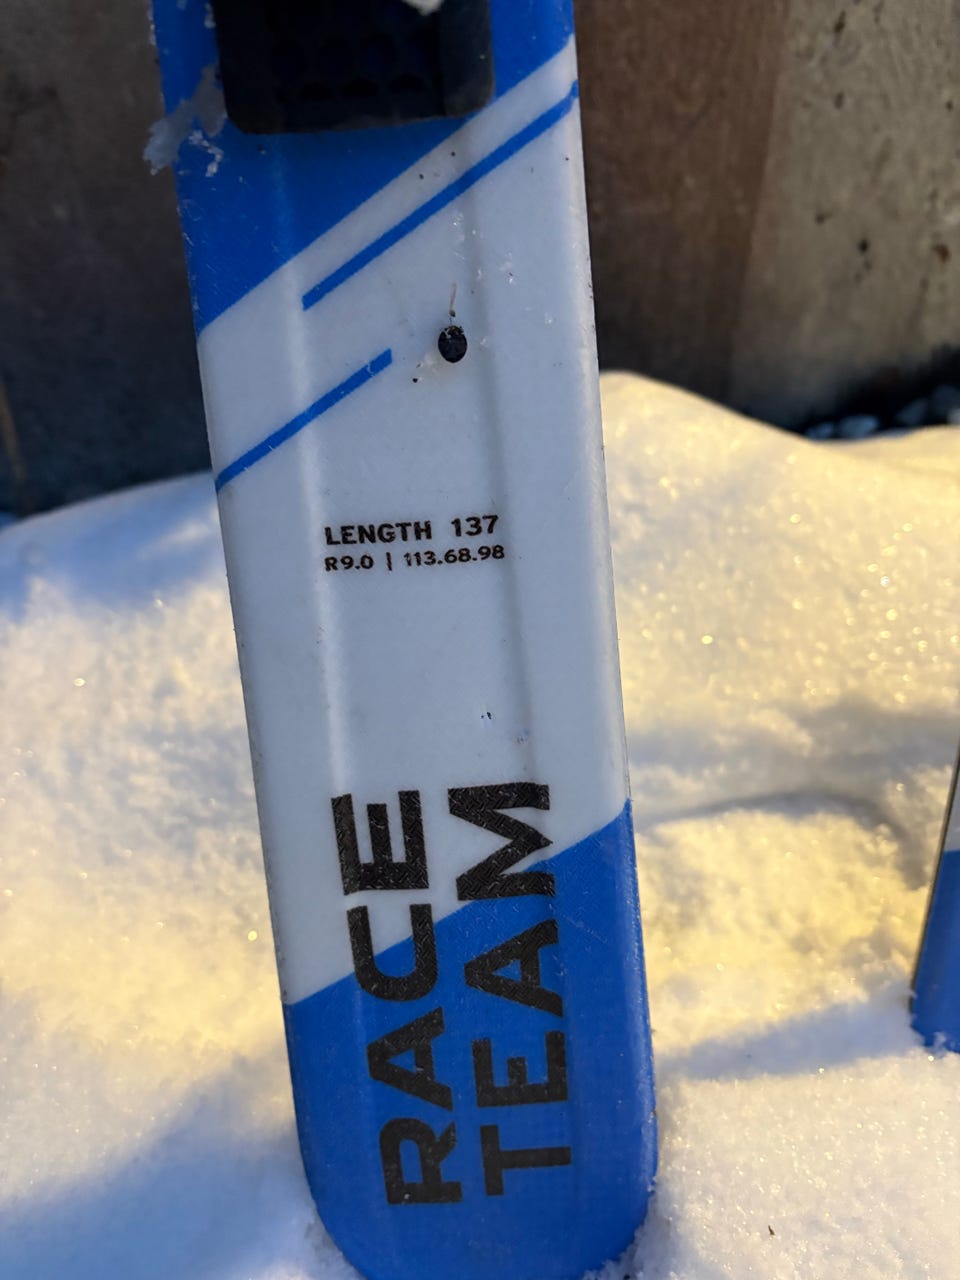 LENGTH 137
R9.0 | 113.68.98
RACE
TEAM